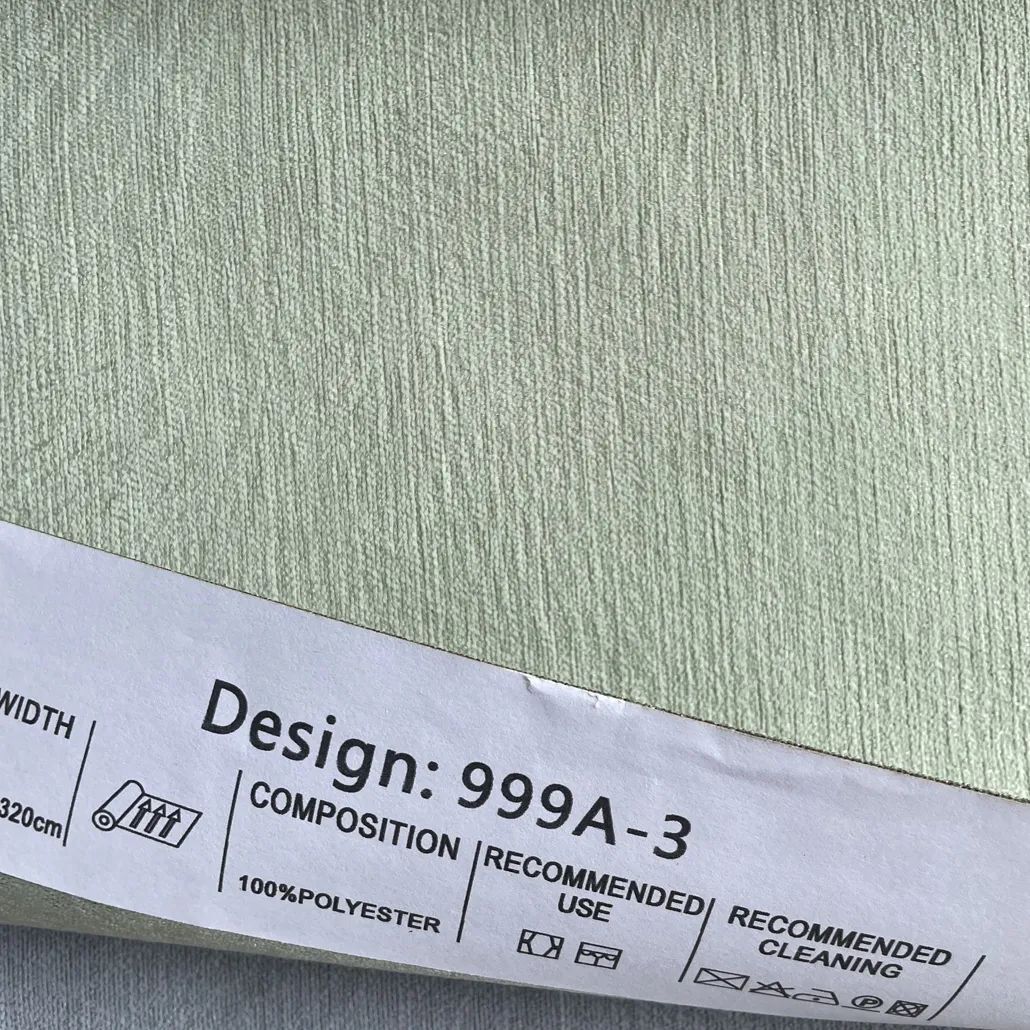 Design: 999A-3
WIDTH
320cm
COMPOSITION
100%POLYESTER
RECOMMENDED
USE
RECOMMENDED
CLEANING
P